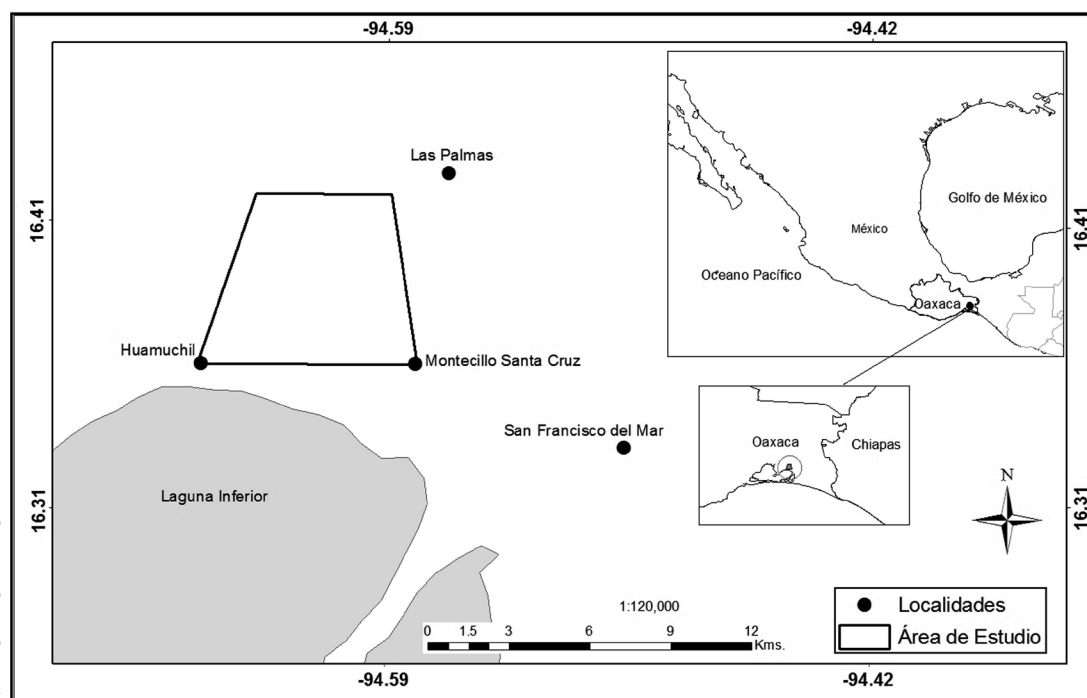 -94.59
-94.42
Las Palmas
16.41
16.41
Golfo de México
México
Oceano Pacífico
Oaxaca
Huamuchil
Montecillo Santa Cruz
San Francisco del Mar
Oaxaca
Chiapas
Laguna Inferior
16.31
16.31
N
1:120,000
0 1.5 3 6 9 12
Kms.
Localidades
Área de Estudio
-94.59
-94.42